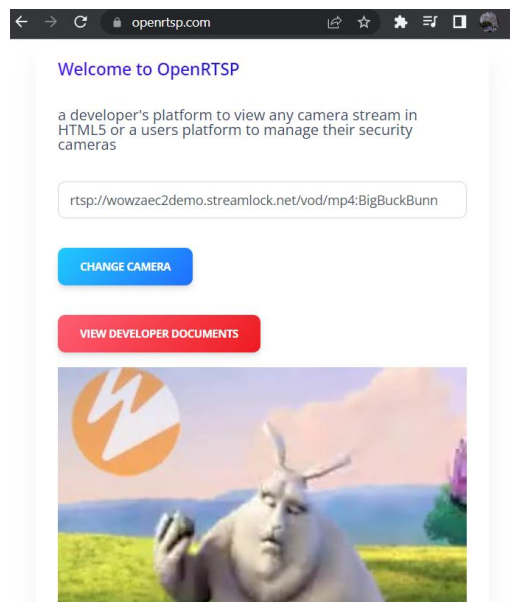 openrtsp.com
Welcome to OpenRTSP
a developer's platform to view any camera stream in
HTML5 or a users platform to manage their security
cameras
rtsp://wowzaec2demo.streamlock.net/vod/mp4:BigBuckBunn
CHANGE CAMERA
VIEW DEVELOPER DOCUMENTS